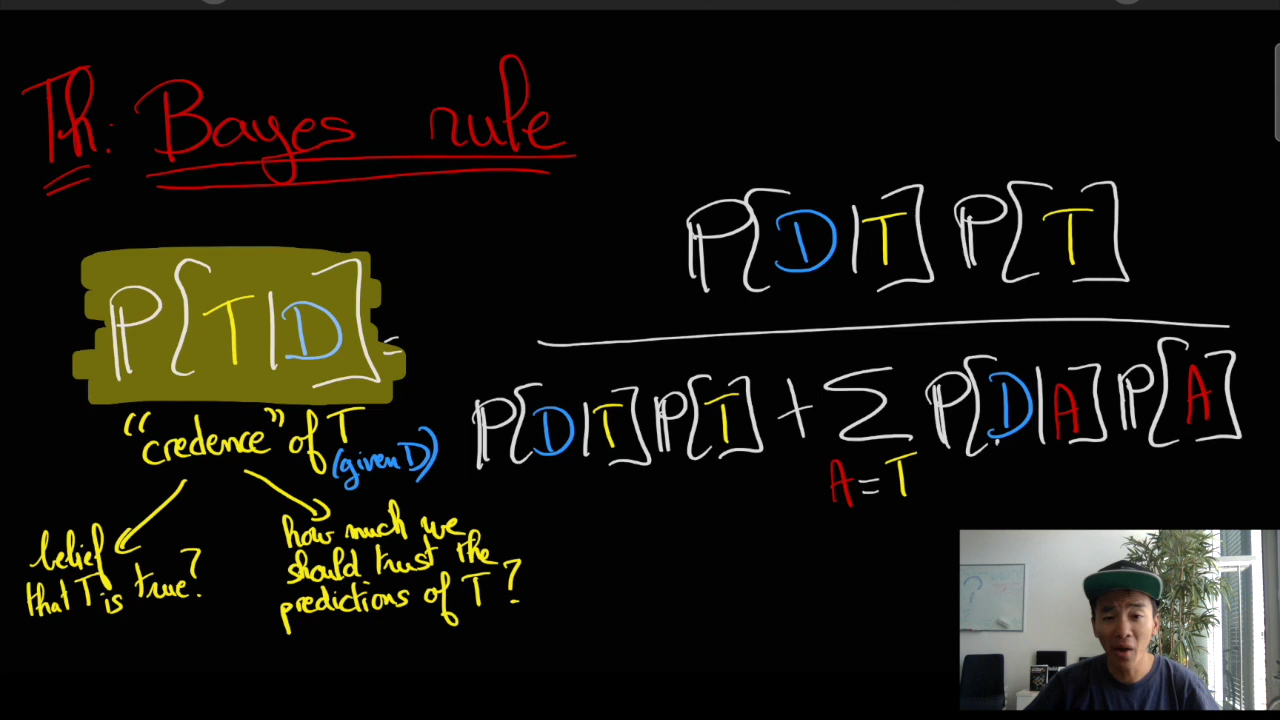 Th: Bayes rule
P[T|D] =
P[D|T] P[T]
P[D|T] P[T] + Σ P[D|A] P[A]
A=T
"credence" of T
(given D)
belief
that T is true?
how much we
should trust the
predictions of T?